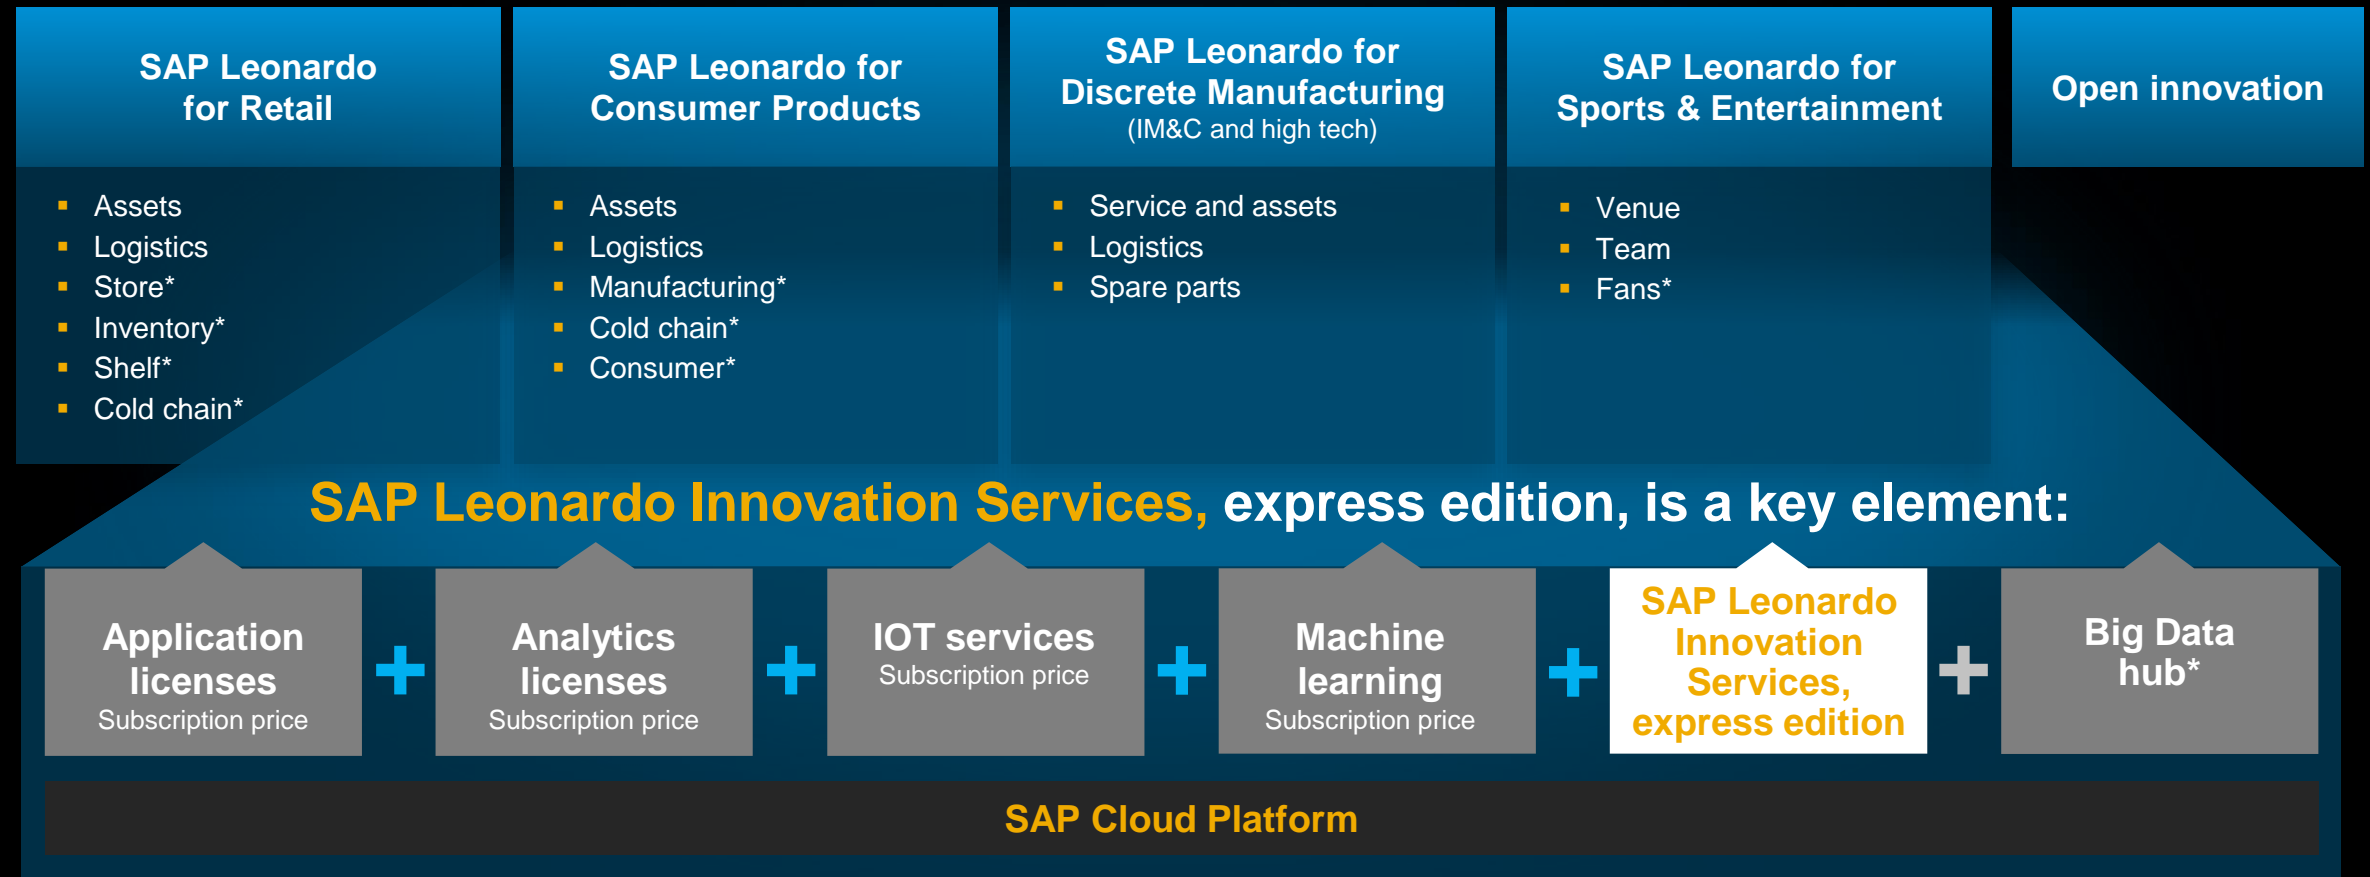 SAP Leonardo
for Retail
Assets
Logistics
Store*
Inventory*
Shelf*
Cold chain*
SAP Leonardo for
Consumer Products
Assets
Logistics
Manufacturing*
Cold chain*
Consumer*
SAP Leonardo for
Discrete Manufacturing
(IM&C and high tech)
Service and assets
Logistics
Spare parts
SAP Leonardo for
Sports & Entertainment
Venue
Team
Fans*
Open innovation
SAP Leonardo Innovation Services, express edition, is a key element:
Application
licenses
Subscription price
Analytics
licenses
Subscription price
IOT services
Subscription price
Machine
learning
Subscription price
SAP Leonardo
Innovation
Services,
express edition
Big Data
hub*
SAP Cloud Platform